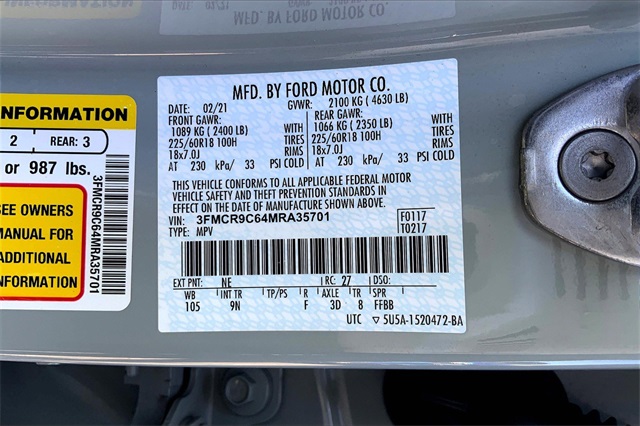 02/21
MFD. BY FORD MOTOR CO.
NFORMATION
2 REAR: 3
or 987 lbs.
SEE OWNERS
MANUAL FOR
ADDITIONAL
INFORMATION
3FMCR9C64MRA35701
MFD. BY FORD MOTOR CO.
DATE: 02/21 GVWR: 2100 KG ( 4630 LB)
FRONT GAWR: REAR GAWR:
1089 KG ( 2400 LB) WITH 1066 KG ( 2350 LB) WITH
225/60R18 100H TIRES 225/60R18 100H TIRES
18x7.0J RIMS 18x7.0J RIMS
AT 230 kPa/ 33 PSI COLD AT 230 kPa/ 33 PSI COLD
THIS VEHICLE CONFORMS TO ALL APPLICABLE FEDERAL MOTOR
VEHICLE SAFETY AND THEFT PREVENTION STANDARDS IN
EFFECT ON THE DATE OF MANUFACTURE SHOWN ABOVE.
VIN: 3FMCR9C64MRA35701 F0117
TYPE: MPV T0217
EXT PNT: NE RC: 27 DSO:
WB INT TR TP/PS R AXLE TR SPR
105 9N F 3D 8 FFBB
UTC ▽ 5U5A-1520472-BA